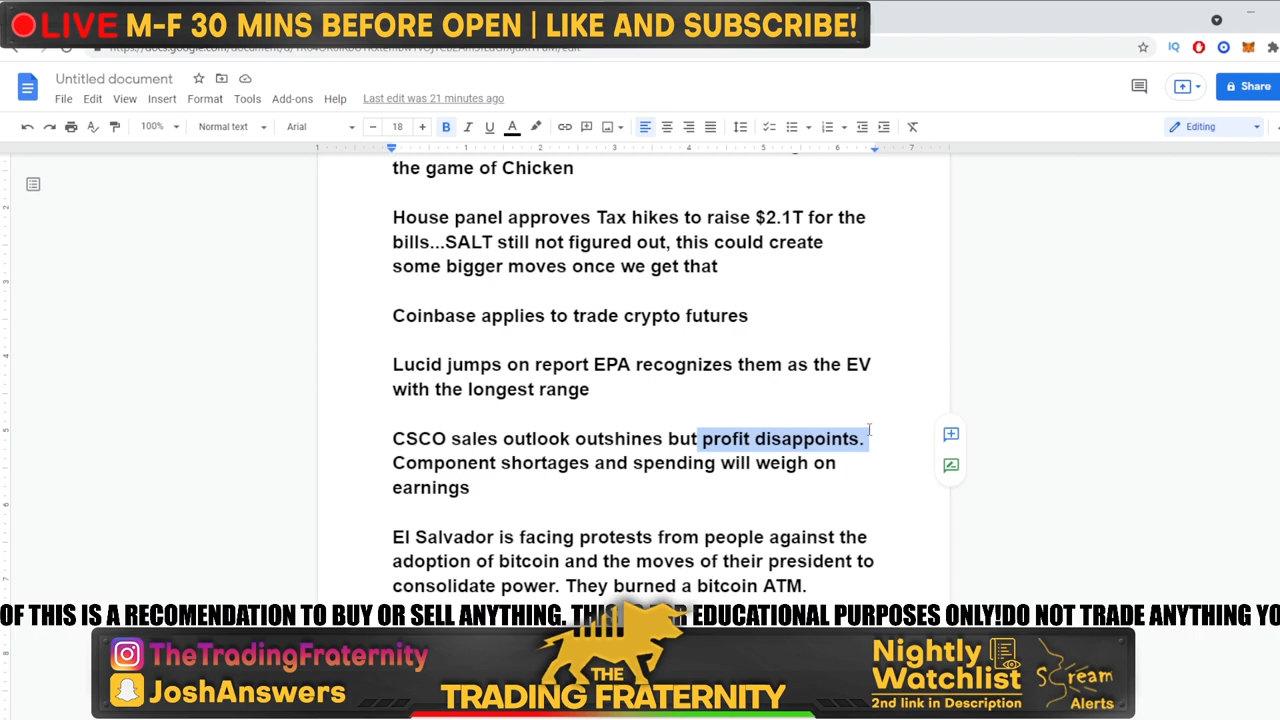 LIVE M-F 30 MINS BEFORE OPEN | LIKE AND SUBSCRIBE!
Untitled document
File Edit View Insert Format Tools Add-ons Help Last edit was 21 minutes ago
Share
100% Normal text Arial 18 B I U A Editing
1 1 2 3 4 5 6 7
the game of Chicken
House panel approves Tax hikes to raise $2.1T for the
bills...SALT still not figured out, this could create
some bigger moves once we get that
Coinbase applies to trade crypto futures
Lucid jumps on report EPA recognizes them as the EV
with the longest range
CSCO sales outlook outshines but profit disappoints.
Component shortages and spending will weigh on
earnings
El Salvador is facing protests from people against the
adoption of bitcoin and the moves of their president to
consolidate power. They burned a bitcoin ATM.
OF THIS IS A RECOMENDATION TO BUY OR SELL ANYTHING. EDUCATIONAL PURPOSES ONLY!DO NOT TRADE ANYTHING YO
TheTradingFraternity
JoshAnswers
THE
TRADING FRATERNITY
Nightly
Watchlist
2nd link in Description
Scream
Alerts